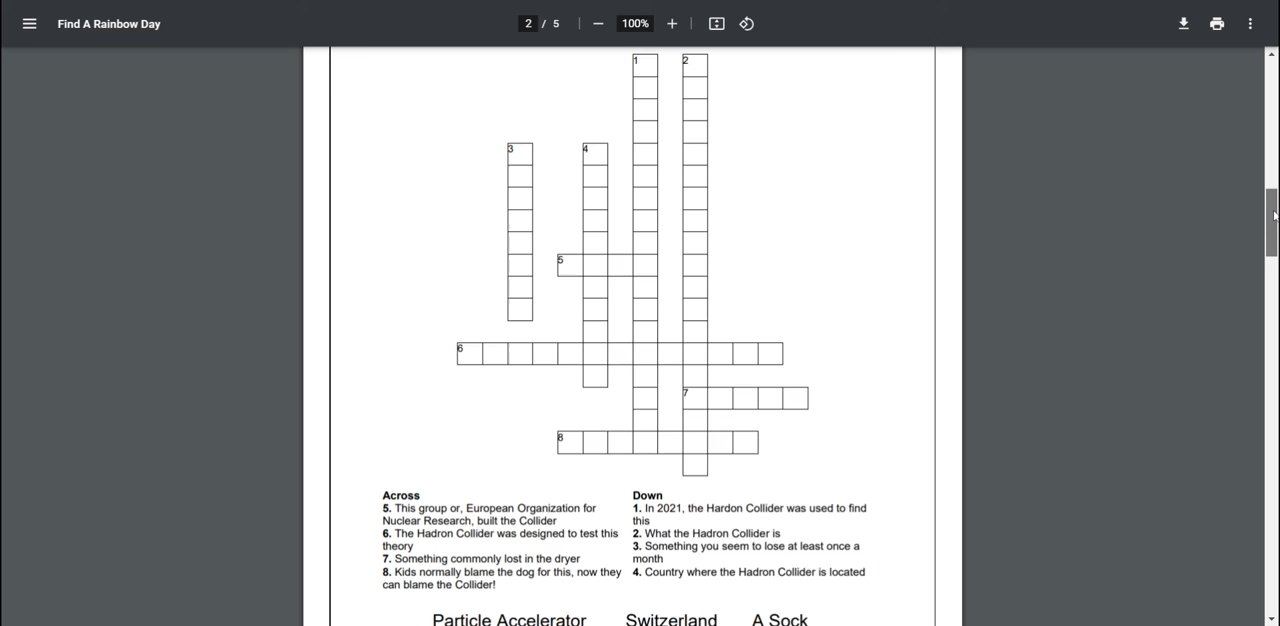 Find A Rainbow Day
2 / 5
100%
1
2
3
4
5
6
7
8
Across
5. This group or, European Organization for
Nuclear Research, built the Collider
6. The Hadron Collider was designed to test this
theory
7. Something commonly lost in the dryer
8. Kids normally blame the dog for this, now they
can blame the Collider!
Down
1. In 2021, the Hardon Collider was used to find
this
2. What the Hadron Collider is
3. Something you seem to lose at least once a
month
4. Country where the Hadron Collider is located
Particle Accelerator Switzerland A Sock